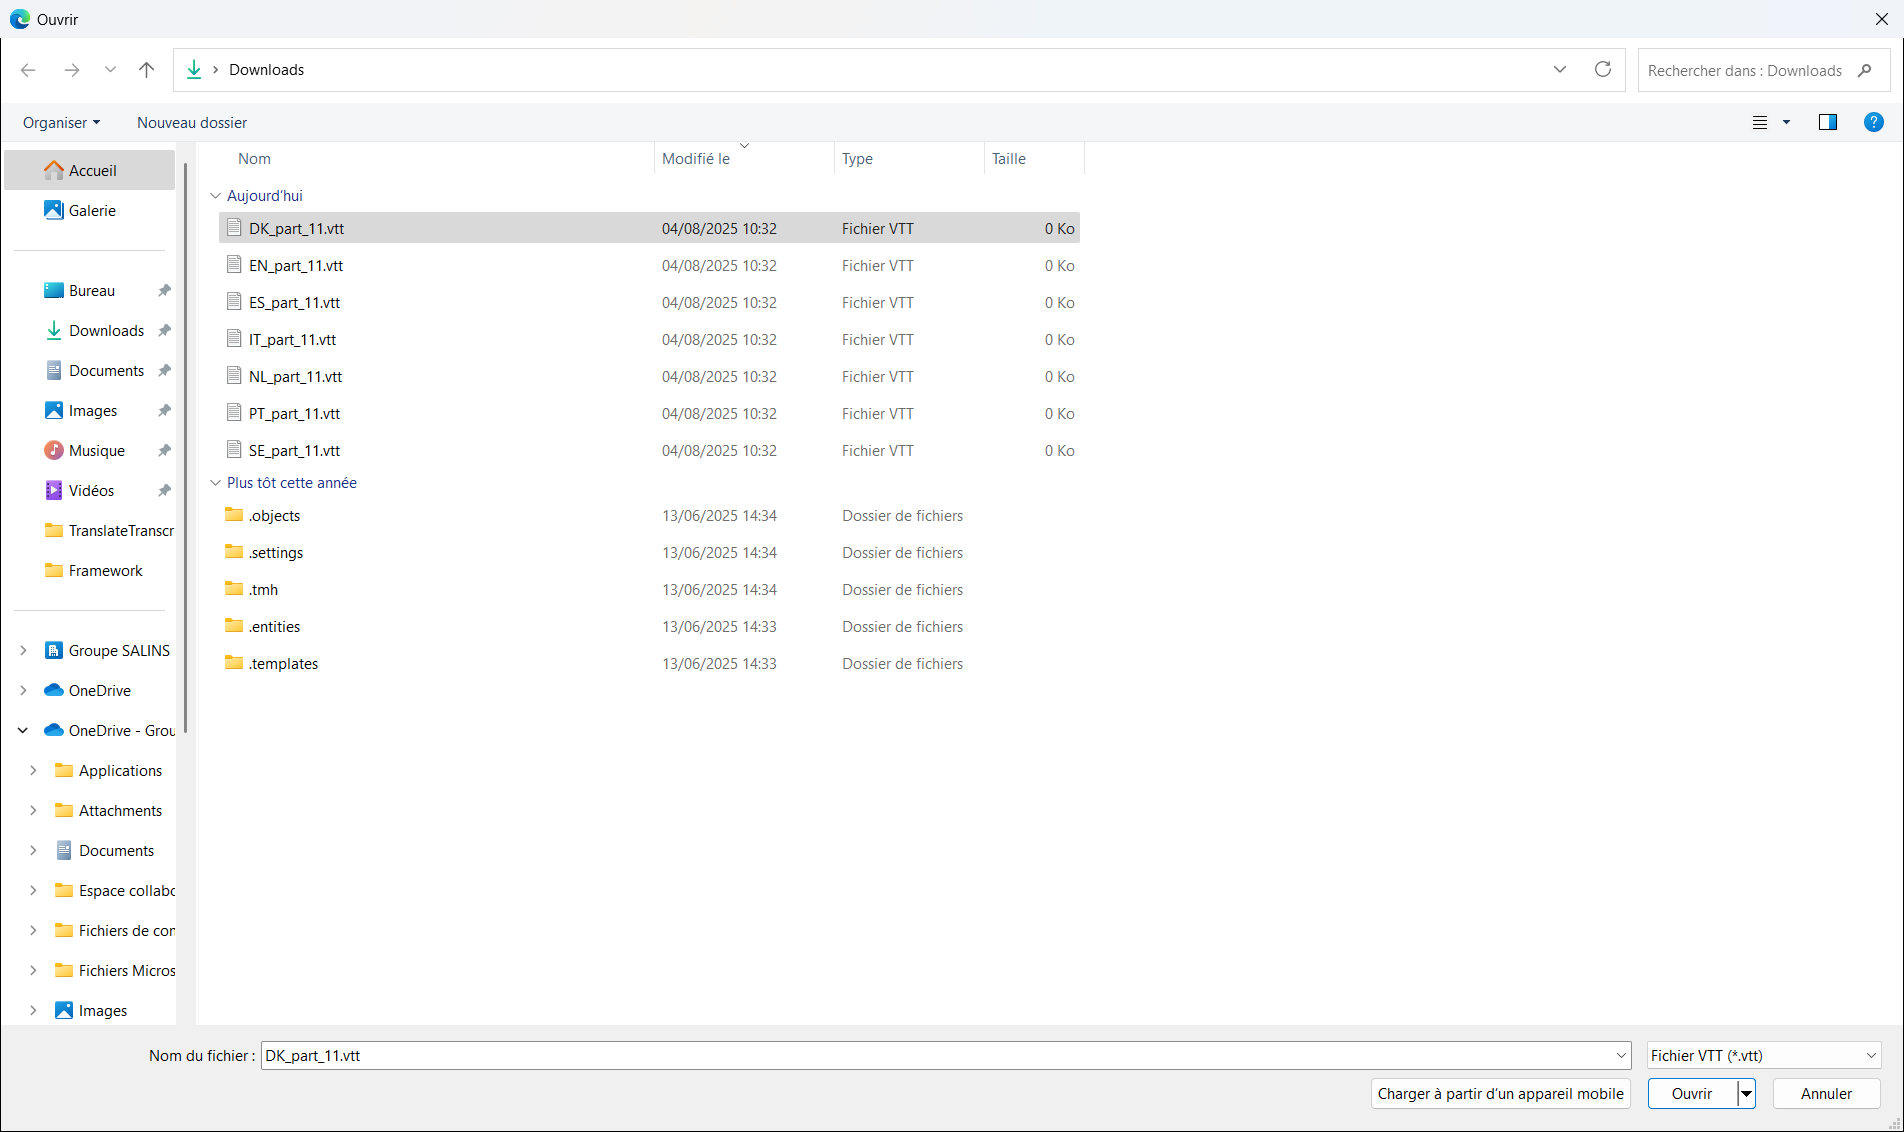 Ouvrir
Downloads
Rechercher dans : Downloads
Organiser
Nouveau dossier
Accueil
Galerie
Bureau
Downloads
Documents
Images
Musique
Vidéos
TranslateTranscr
Framework
Groupe SALINS
OneDrive
OneDrive - Grou
Applications
Attachments
Documents
Espace collabo
Fichiers de con
Fichiers Micros
Images
Nom Modifié le Type Taille
Aujourd'hui
DK_part_11.vtt 04/08/2025 10:32 Fichier VTT 0 Ko
EN_part_11.vtt 04/08/2025 10:32 Fichier VTT 0 Ko
ES_part_11.vtt 04/08/2025 10:32 Fichier VTT 0 Ko
IT_part_11.vtt 04/08/2025 10:32 Fichier VTT 0 Ko
NL_part_11.vtt 04/08/2025 10:32 Fichier VTT 0 Ko
PT_part_11.vtt 04/08/2025 10:32 Fichier VTT 0 Ko
SE_part_11.vtt 04/08/2025 10:32 Fichier VTT 0 Ko
Plus tôt cette année
.objects 13/06/2025 14:34 Dossier de fichiers
.settings 13/06/2025 14:34 Dossier de fichiers
.tmh 13/06/2025 14:34 Dossier de fichiers
.entities 13/06/2025 14:33 Dossier de fichiers
.templates 13/06/2025 14:33 Dossier de fichiers
Nom du fichier : DK_part_11.vtt Fichier VTT (*.vtt)
Charger à partir d'un appareil mobile Ouvrir Annuler